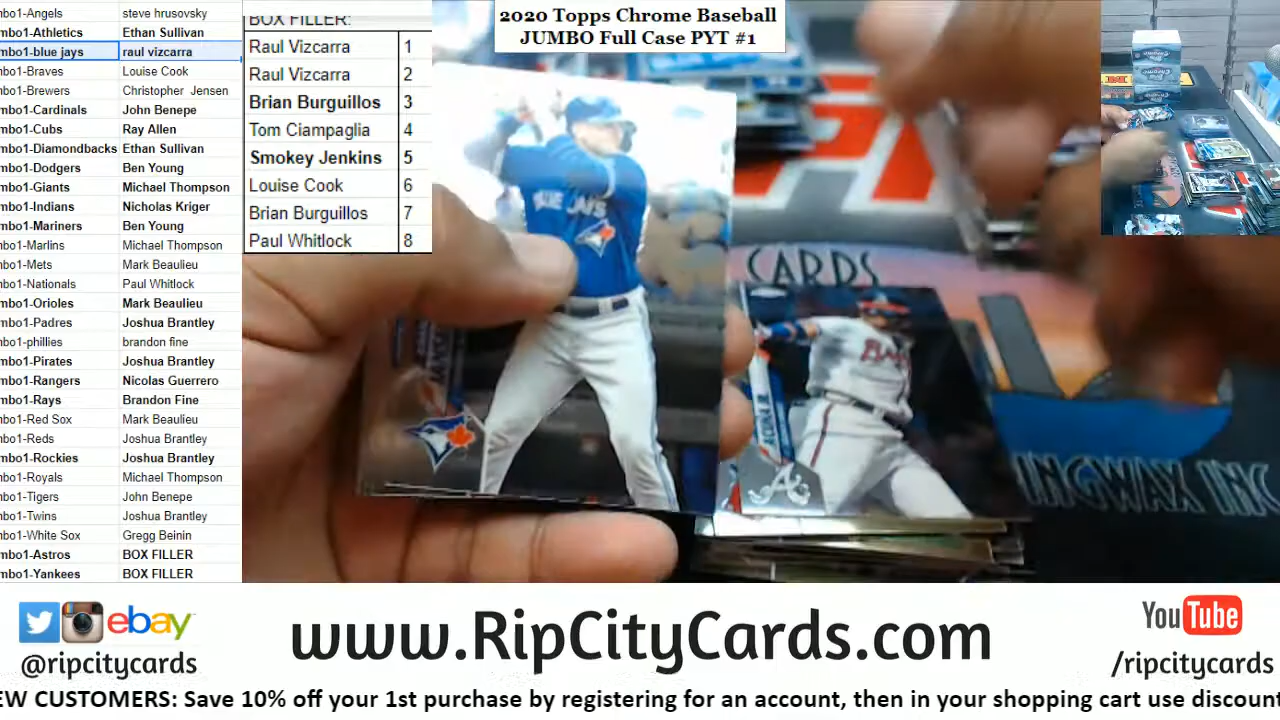 mbo1-Angels steve hrusovsky
mbo1-Athletics Ethan Sullivan
mbo1-blue jays raul vizcarra
mbo1-Braves Louise Cook
mbo1-Brewers Christopher Jensen
mbo1-Cardinals John Benepe
mbo1-Cubs Ray Allen
mbo1-Diamondbacks Ethan Sullivan
mbo1-Dodgers Ben Young
mbo1-Giants Michael Thompson
mbo1-Indians Nicholas Kriger
mbo1-Mariners Ben Young
mbo1-Marlins Michael Thompson
mbo1-Mets Mark Beaulieu
mbo1-Nationals Paul Whitlock
mbo1-Orioles Mark Beaulieu
mbo1-Padres Joshua Brantley
mbo1-phillies brandon fine
mbo1-Pirates Joshua Brantley
mbo1-Rangers Nicolas Guerrero
mbo1-Rays Brandon Fine
mbo1-Red Sox Mark Beaulieu
mbo1-Reds Joshua Brantley
mbo1-Rockies Joshua Brantley
mbo1-Royals Michael Thompson
mbo1-Tigers John Benepe
mbo1-Twins Joshua Brantley
mbo1-White Sox Gregg Beinin
mbo1-Astros BOX FILLER
mbo1-Yankees BOX FILLER
BOX FILLER:
Raul Vizcarra 1
Raul Vizcarra 2
Brian Burguillos 3
Tom Ciampaglia 4
Smokey Jenkins 5
Louise Cook 6
Brian Burguillos 7
Paul Whitlock 8
2020 Topps Chrome Baseball
JUMBO Full Case PYT #1
BLUE JAYS
CARDS
ACUÑA JR.
INGWAX INC
ebay
@ripcitycards
www.RipCityCards.com
YouTube
/ripcitycards
EW CUSTOMERS: Save 10% off your 1st purchase by registering for an account, then in your shopping cart use discoun